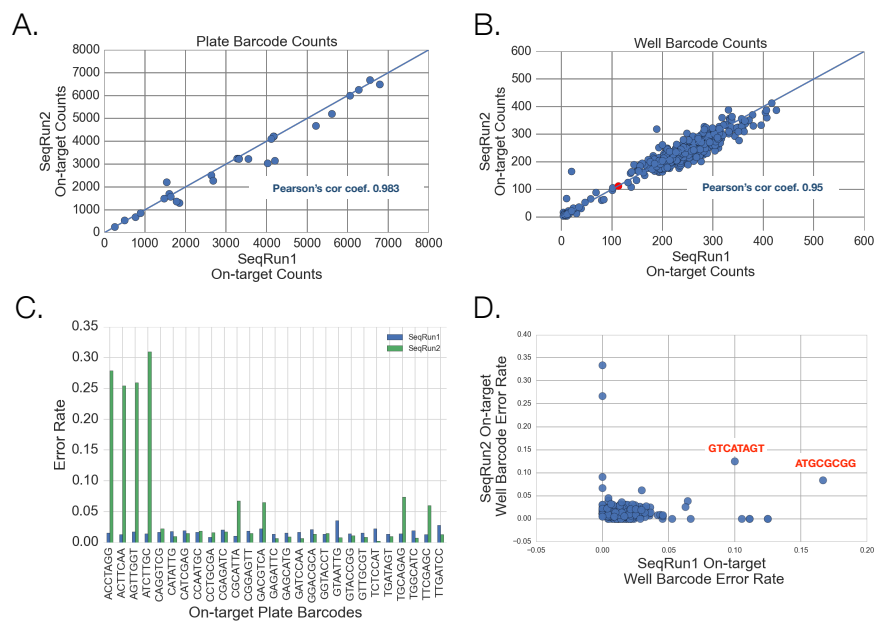 A.
Plate Barcode Counts
8000
7000
6000
5000
4000
3000
2000
1000
0
SeqRun2
On-target Counts
Pearson's cor coef. 0.983
0 1000 2000 3000 4000 5000 6000 7000 8000
SeqRun1
On-target Counts
B.
Well Barcode Counts
600
500
400
300
200
100
0
SeqRun2
On-target Counts
Pearson's cor coef. 0.95
0 100 200 300 400 500 600
SeqRun1
On-target Counts
C.
0.35
0.30
0.25
0.20
0.15
0.10
0.05
0.00
Error Rate
SeqRun1
SeqRun2
ACCTAGG
ACTTCAA
AGTTGGT
ATCTTGC
CAGGTCG
CATATTG
CATCGAG
CCAATGC
CCTGCGA
CGAGATC
CGCATTA
CGGAGTT
GACGTCA
GAGATTC
GAGCATG
GATCCAA
GGACGCA
GGTACCT
GTAATTG
GTACCGG
GTTGCGT
TCTCCAT
TGATAGT
TGCAGAG
TGGCATC
TTCGAGC
TTGATCC
On-target Plate Barcodes
D.
0.40
0.35
0.30
0.25
0.20
0.15
0.10
0.05
0.00
−0.05
SeqRun2 On-target
Well Barcode Error Rate
GTCATAGT
ATGCGCGG
−0.05 0.00 0.05 0.10 0.15 0.20
SeqRun1 On-target
Well Barcode Error Rate